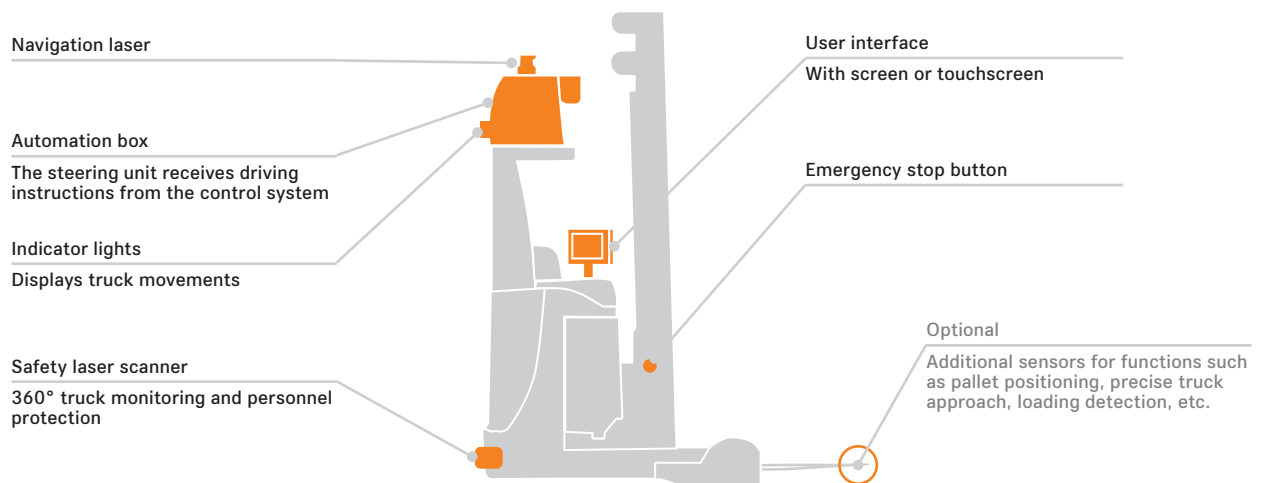 Navigation laser
Automation box
The steering unit receives driving
instructions from the control system
Indicator lights
Displays truck movements
Safety laser scanner
360° truck monitoring and personnel
protection
User interface
With screen or touchscreen
Emergency stop button
Optional
Additional sensors for functions such
as pallet positioning, precise truck
approach, loading detection, etc.